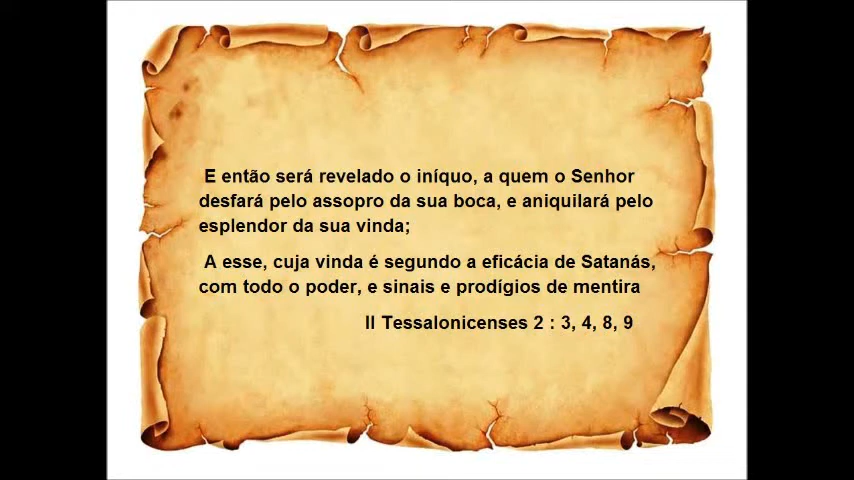 E então será revelado o iníquo, a quem o Senhor
desfará pelo assopro da sua boca, e aniquilará pelo
esplendor da sua vinda;
A esse, cuja vinda é segundo a eficácia de Satanás,
com todo o poder, e sinais e prodígios de mentira
II Tessalonicenses 2 : 3, 4, 8, 9